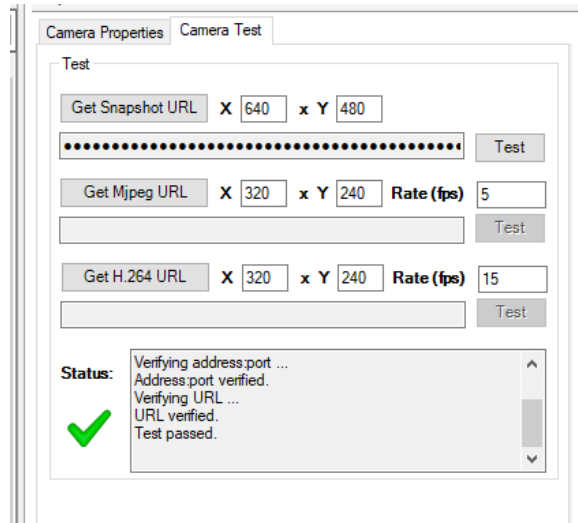 Camera Properties Camera Test
Test
Get Snapshot URL X 640 x Y 480
●●●●●●●●●●●●●●●●●●●●●●●●●●●●●●●●●●●●●●●●●● Test
Get Mjpeg URL X 320 x Y 240 Rate (fps) 5
Test
Get H.264 URL X 320 x Y 240 Rate (fps) 15
Test
Status:
Verifying address:port ...
Address:port verified.
Verifying URL ...
URL verified.
Test passed.